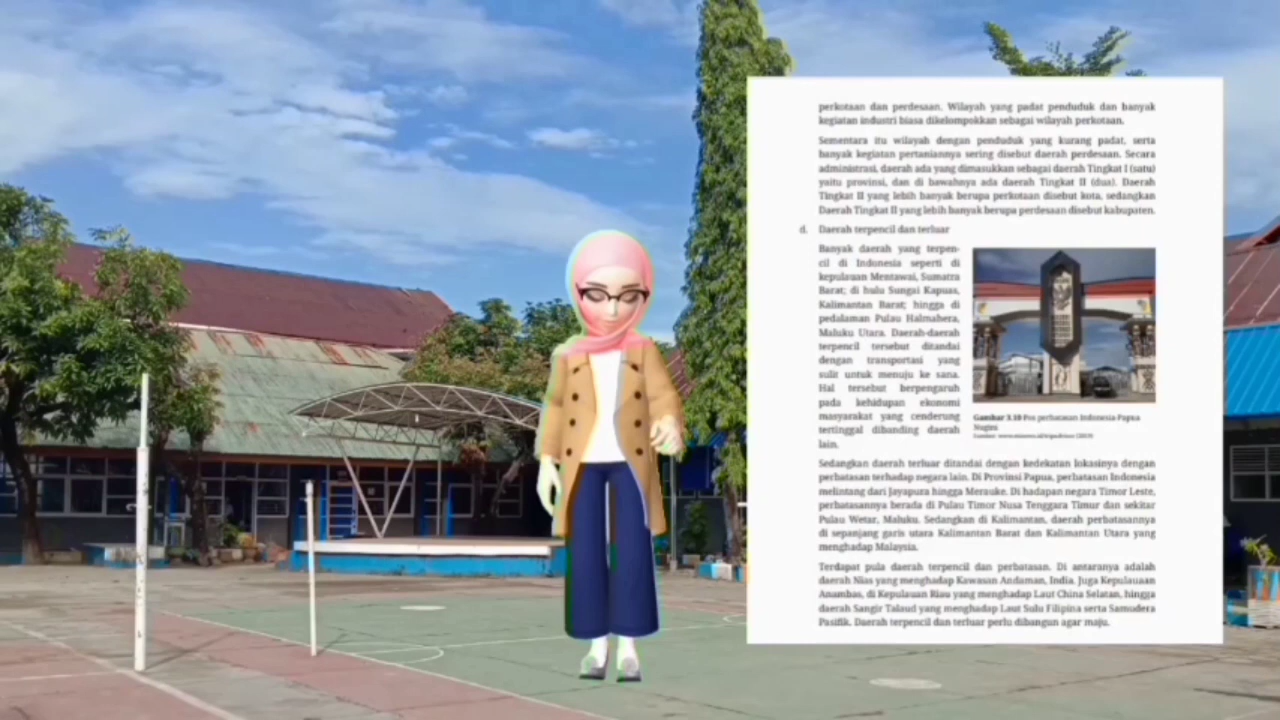 perkotaan dan perdesaan. Wilayah yang padat penduduk dan banyak
kegiatan industri biasa dikelompokkan sebagai wilayah perkotaan.
Sementara itu wilayah dengan penduduk yang kurang padat, serta
banyak kegiatan pertaniannya sering disebut daerah perdesaan. Secara
administrasi, daerah ada yang dimasukkan sebagai daerah Tingkat I (satu)
yaitu provinsi, dan di bawahnya ada daerah Tingkat II (dua). Daerah
Tingkat II yang lebih banyak berupa perkotaan disebut kota, sedangkan
Daerah Tingkat II yang lebih banyak berupa perdesaan disebut kabupaten.
d. Daerah terpencil dan terluar
Banyak daerah yang terpen-
cil di Indonesia seperti di
kepulauan Mentawai, Sumatra
Barat; di hulu Sungai Kapuas,
Kalimantan Barat; hingga di
pedalaman Pulau Halmahera,
Maluku Utara. Daerah-daerah
terpencil tersebut ditandai
dengan transportasi yang
sulit untuk menuju ke sana.
Hal tersebut berpengaruh
pada kehidupan ekonomi
masyarakat yang cenderung
tertinggal dibanding daerah
lain.
Gambar 3.10 Pos perbatasan Indonesia-Papua
Nugini
Sedangkan daerah terluar ditandai dengan kedekatan lokasinya dengan
perbatasan terhadap negara lain. Di Provinsi Papua, perbatasan Indonesia
melintang dari Jayapura hingga Merauke. Di hadapan negara Timor Leste,
perbatasannya berada di Pulau Timor Nusa Tenggara Timur dan sekitar
Pulau Wetar, Maluku. Sedangkan di Kalimantan, daerah perbatasannya
di sepanjang garis utara Kalimantan Barat dan Kalimantan Utara yang
menghadap Malaysia.
Terdapat pula daerah terpencil dan perbatasan. Di antaranya adalah
daerah Nias yang menghadap Kawasan Andaman, India. Juga Kepulauaan
Anambas, di Kepulauan Riau yang menghadap Laut China Selatan, hingga
daerah Sangir Talaud yang menghadap Laut Sulu Filipina serta Samudera
Pasifik. Daerah terpencil dan terluar perlu dibangun agar maju.